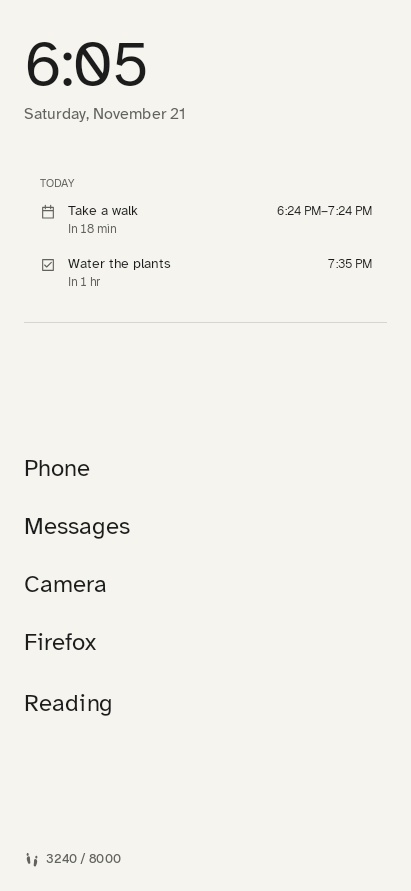 6:05
Saturday, November 21
TODAY
Take a walk 6:24 PM–7:24 PM
In 18 min
Water the plants 7:35 PM
In 1 hr
Phone
Messages
Camera
Firefox
Reading
3240 / 8000